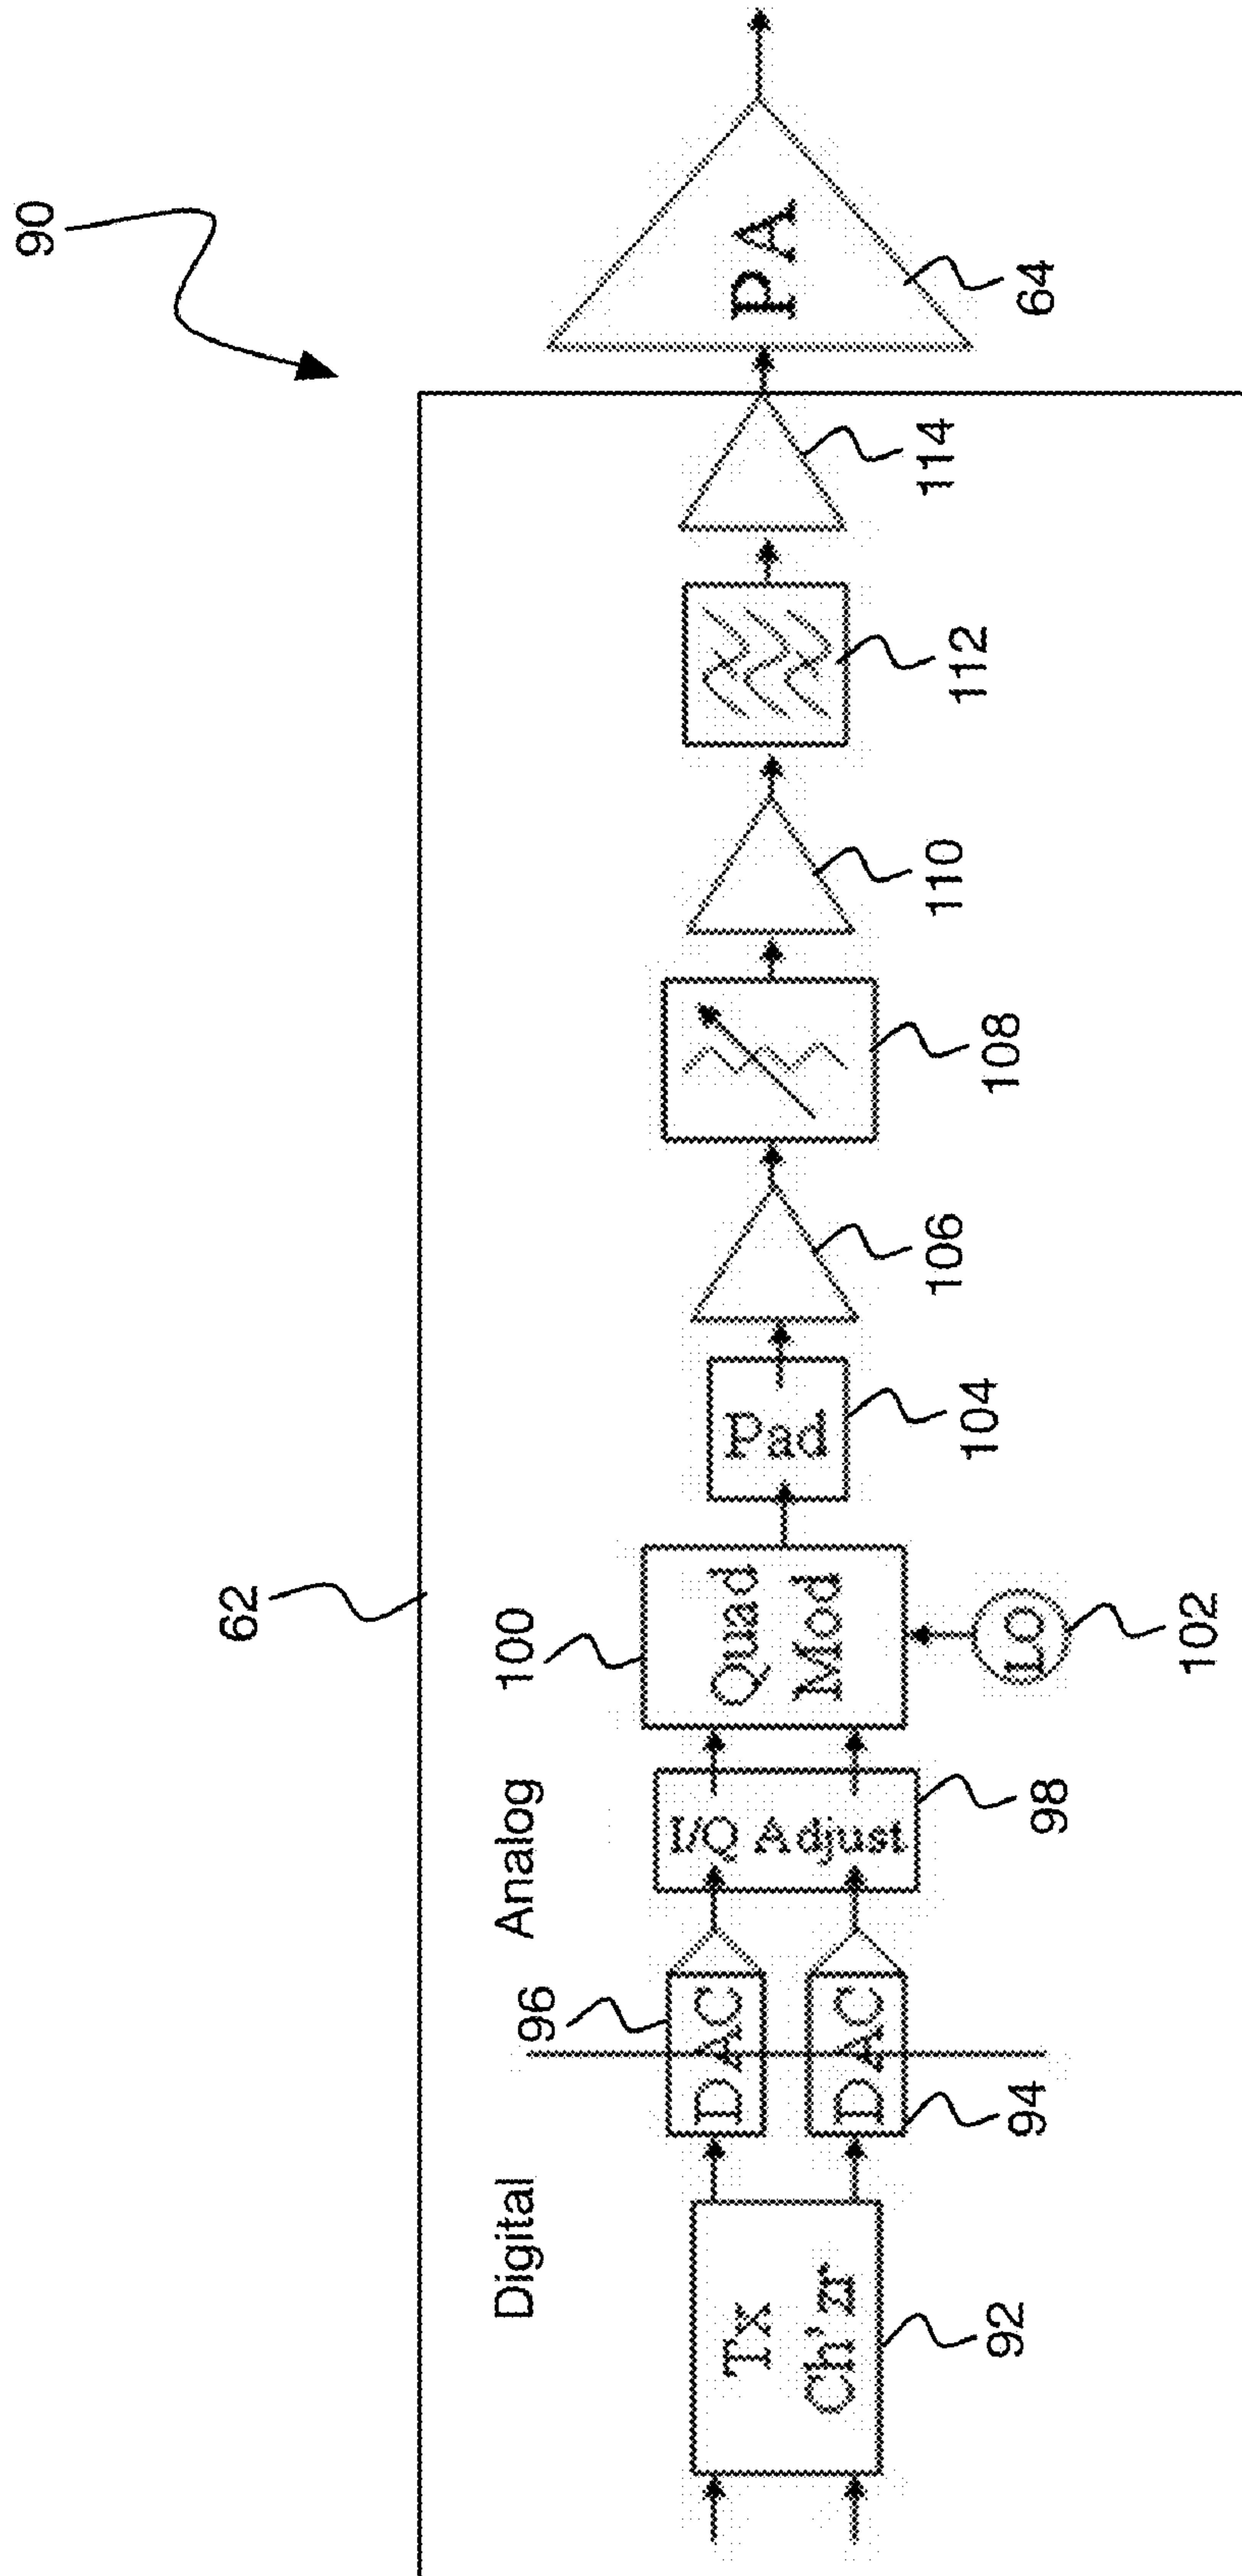 90
62
Digital
Analog
96
100
Tx
Ch'zr
DAC
DAC
I/Q Adjust
Quad
Mod
Pad
PA
LO
92
94
98
102
104
106
108
110
112
114
64